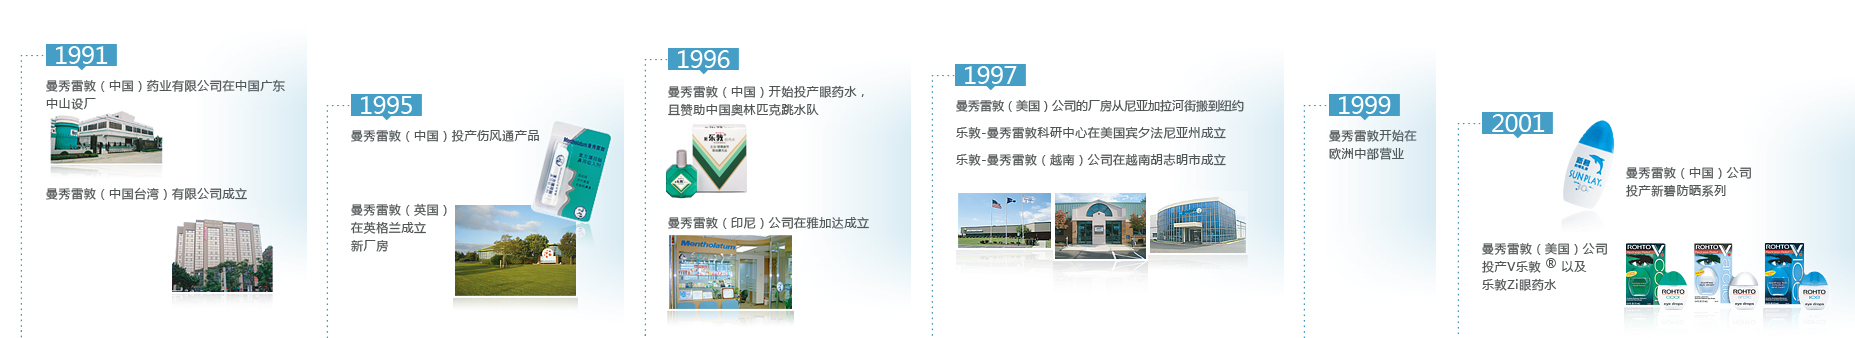 1991
曼秀雷敦（中国）药业有限公司在中国广东
中山设厂
曼秀雷敦（中国台湾）有限公司成立
1995
曼秀雷敦（中国）投产伤风通产品
曼秀雷敦（英国）
在英格兰成立
新厂房
1996
曼秀雷敦（中国）开始投产眼药水，
且赞助中国奥林匹克跳水队
乐敦
曼秀雷敦（印尼）公司在雅加达成立
Mentholatum
1997
曼秀雷敦（美国）公司的厂房从尼亚加拉河街搬到纽约
乐敦-曼秀雷敦科研中心在美国宾夕法尼亚州成立
乐敦-曼秀雷敦（越南）公司在越南胡志明市成立
1999
曼秀雷敦开始在
欧洲中部营业
2001
SUNPLAY
曼秀雷敦（中国）公司
投产新碧防晒系列
曼秀雷敦（美国）公司
投产V乐敦 ® 以及
乐敦Zi眼药水
ROHTO
ROHTO
eye drops
ROHTO
ROHTO
eye drops
ROHTO
ROHTO
eye drops